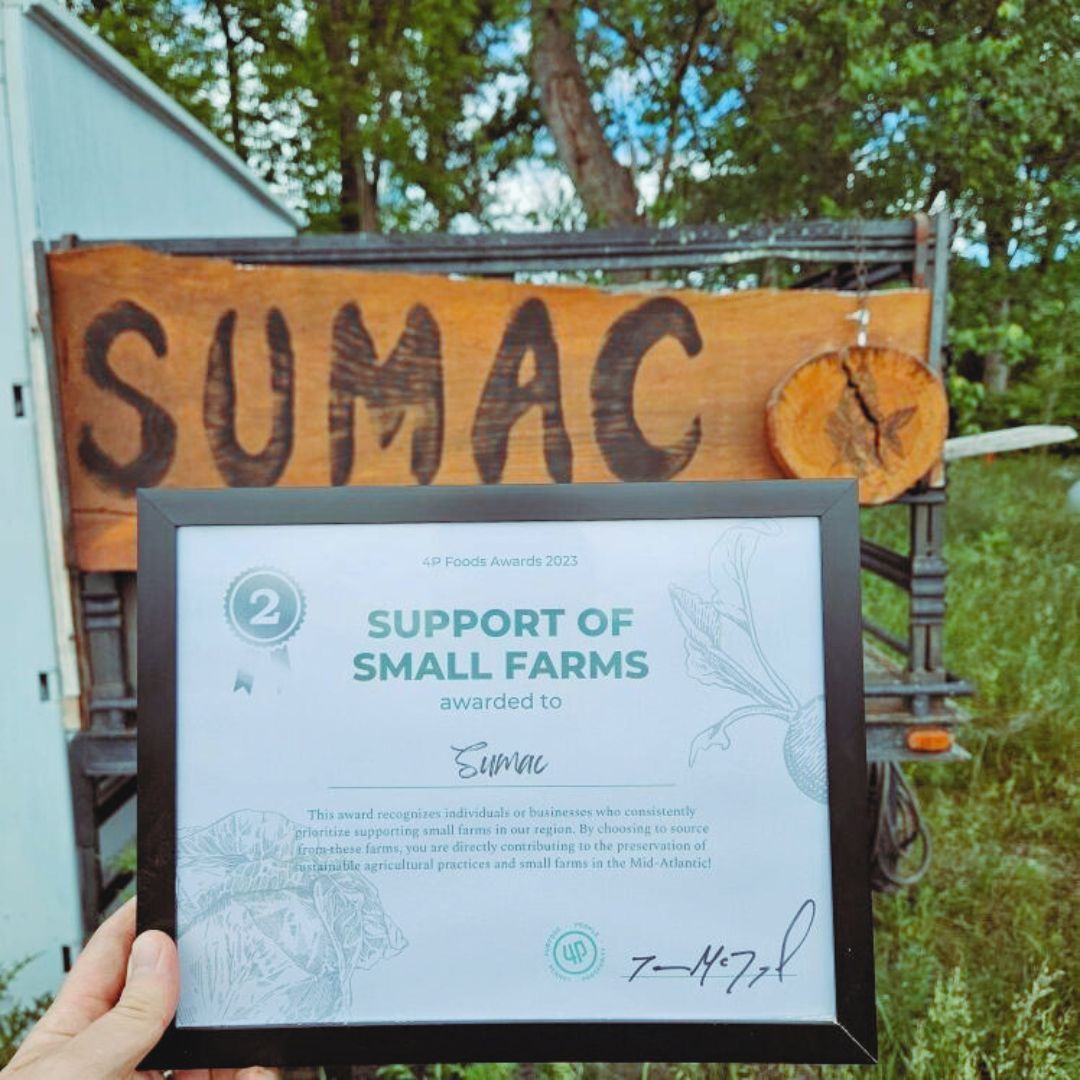 SUMAC
4P Foods Awards 2023
2
SUPPORT OF
SMALL FARMS
awarded to
Sumac
This award recognizes individuals or businesses who consistently
prioritize supporting small farms in our region. By choosing to source
from these farms, you are directly contributing to the preservation of
sustainable agricultural practices and small farms in the Mid-Atlantic!
4P